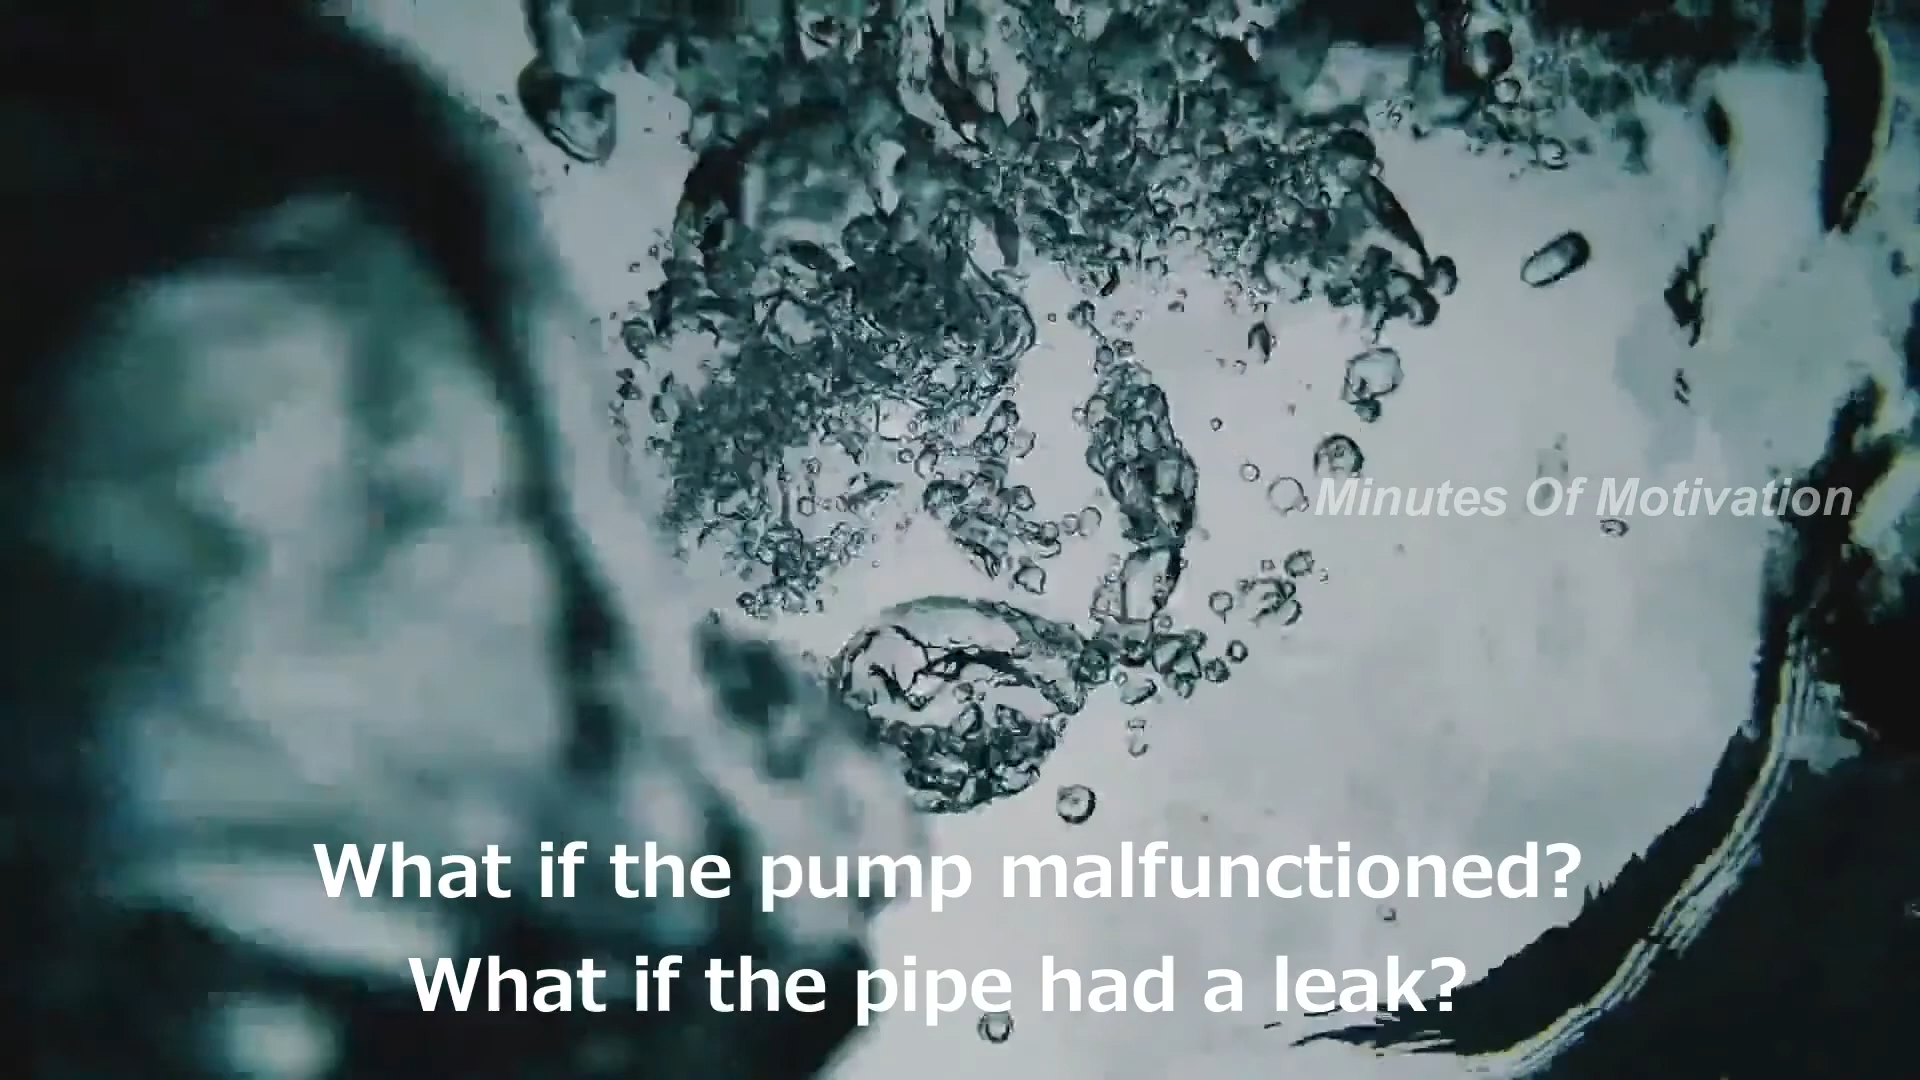 Minutes Of Motivation
What if the pump malfunctioned?
What if the pipe had a leak?